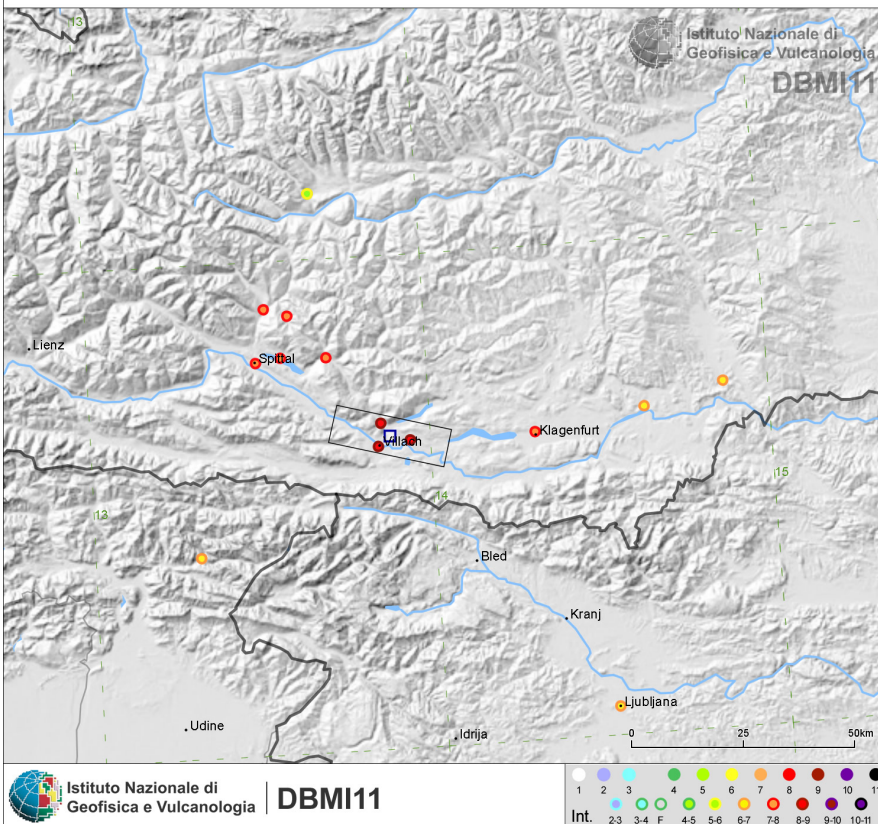 13
Istituto Nazionale di
Geofisica e Vulcanologia
DBMI11
Lienz
Spittal
Klagenfurt
Villach
15
14
13
Bled
Kranj
Ljubljana
Udine
Idrija
0 25 50km
Istituto Nazionale di
Geofisica e Vulcanologia
DBMI11
1 2 3 4 5 6 7 8 9 10 11
Int. 2-3 3-4 F 4-5 5-6 6-7 7-8 8-9 9-10 10-11